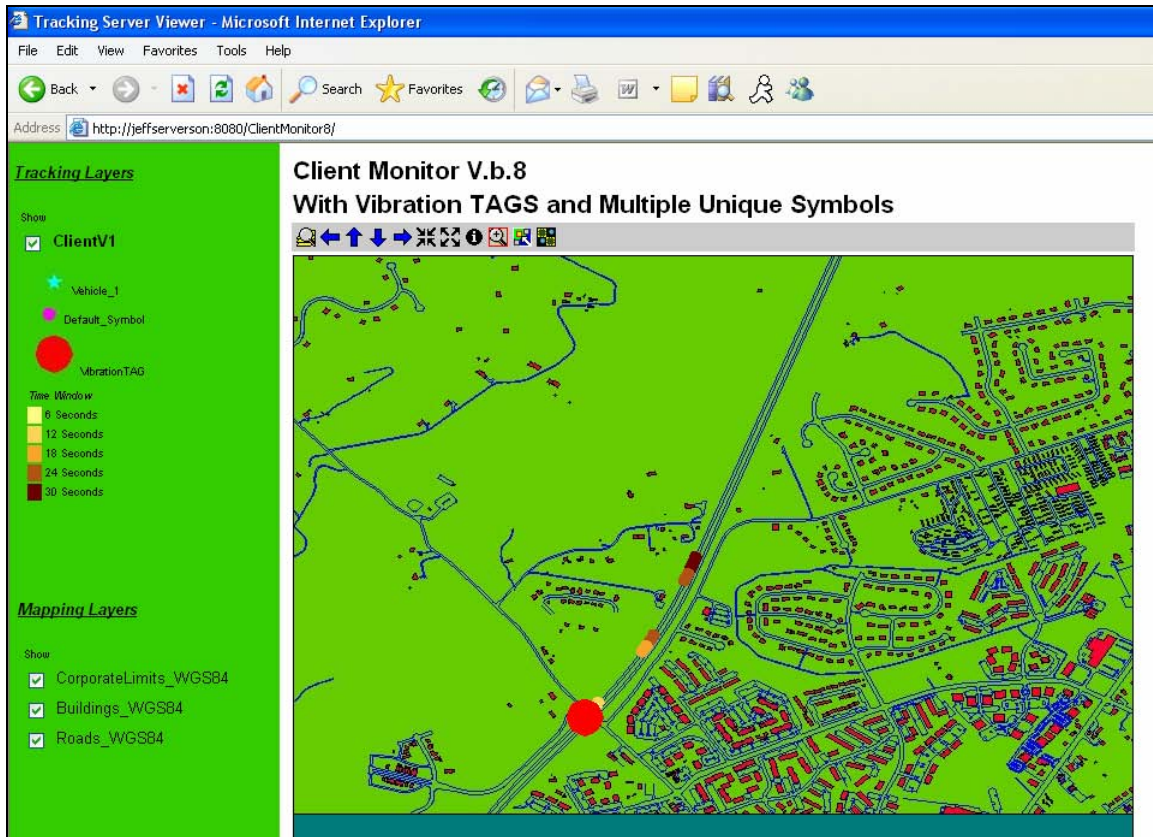 Tracking Server Viewer - Microsoft Internet Explorer
File Edit View Favorites Tools Help
Back Search Favorites
Address http://jeffserverson:8080/ClientMonitor8/
Tracking Layers
Show
ClientV1
Vehicle_1
Default_Symbol
VibrationTAG
Time Window
6 Seconds
12 Seconds
18 Seconds
24 Seconds
30 Seconds
Mapping Layers
Show
CorporateLimits_WGS84
Buildings_WGS84
Roads_WGS84
Client Monitor V.b.8
With Vibration TAGS and Multiple Unique Symbols